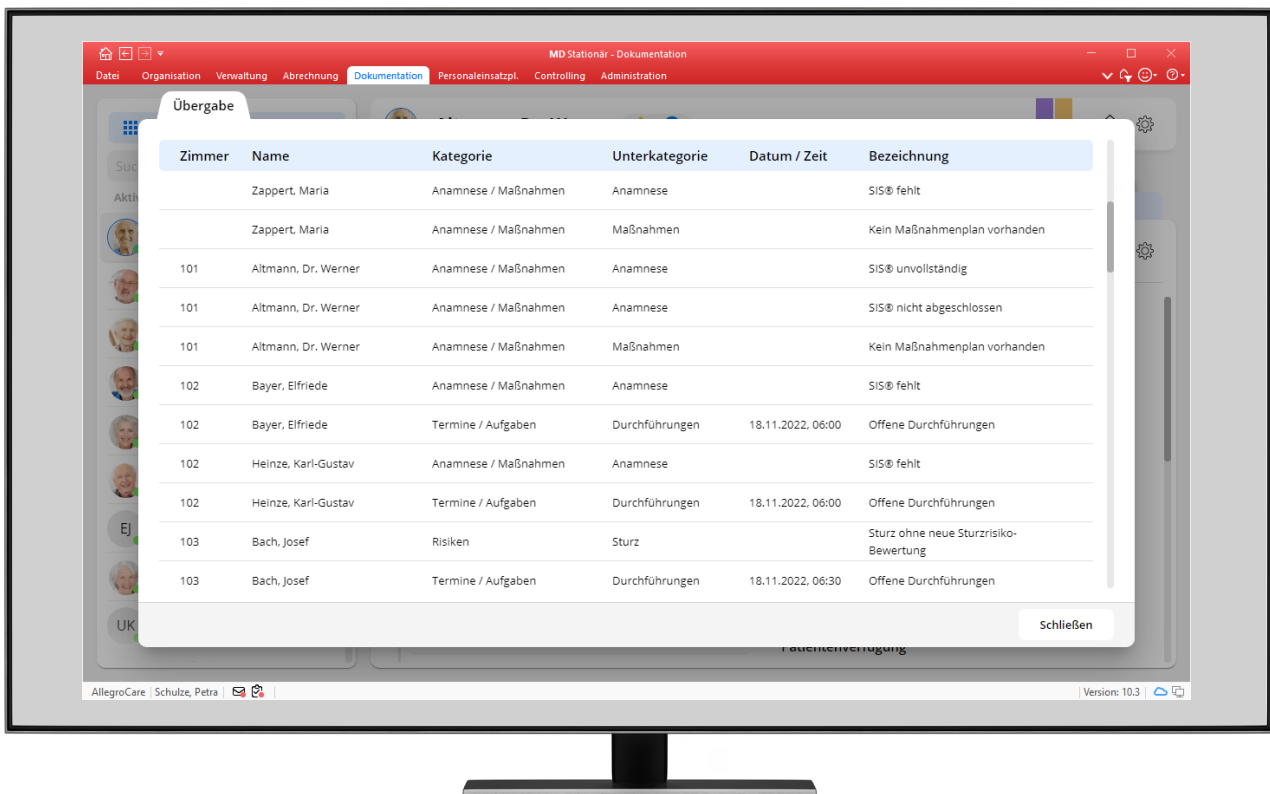 MD Stationär - Dokumentation
Datei Organisation Verwaltung Abrechnung Dokumentation Personaleinsatzpl. Controlling Administration
Übergabe
Suc
Aktiv
Zimmer Name Kategorie Unterkategorie Datum / Zeit Bezeichnung
Zappert, Maria Anamnese / Maßnahmen Anamnese SIS® fehlt
Zappert, Maria Anamnese / Maßnahmen Maßnahmen Kein Maßnahmenplan vorhanden
101 Altmann, Dr. Werner Anamnese / Maßnahmen Anamnese SIS® unvollständig
101 Altmann, Dr. Werner Anamnese / Maßnahmen Anamnese SIS® nicht abgeschlossen
101 Altmann, Dr. Werner Anamnese / Maßnahmen Maßnahmen Kein Maßnahmenplan vorhanden
102 Bayer, Elfriede Anamnese / Maßnahmen Anamnese SIS® fehlt
102 Bayer, Elfriede Termine / Aufgaben Durchführungen 18.11.2022, 06:00 Offene Durchführungen
102 Heinze, Karl-Gustav Anamnese / Maßnahmen Anamnese SIS® fehlt
102 Heinze, Karl-Gustav Termine / Aufgaben Durchführungen 18.11.2022, 06:00 Offene Durchführungen
103 Bach, Josef Risiken Sturz Sturz ohne neue Sturzrisiko-
Bewertung
103 Bach, Josef Termine / Aufgaben Durchführungen 18.11.2022, 06:30 Offene Durchführungen
EJ
UK
Schließen
Patientenverfügung
AllegroCare Schulze, Petra Version: 10.3